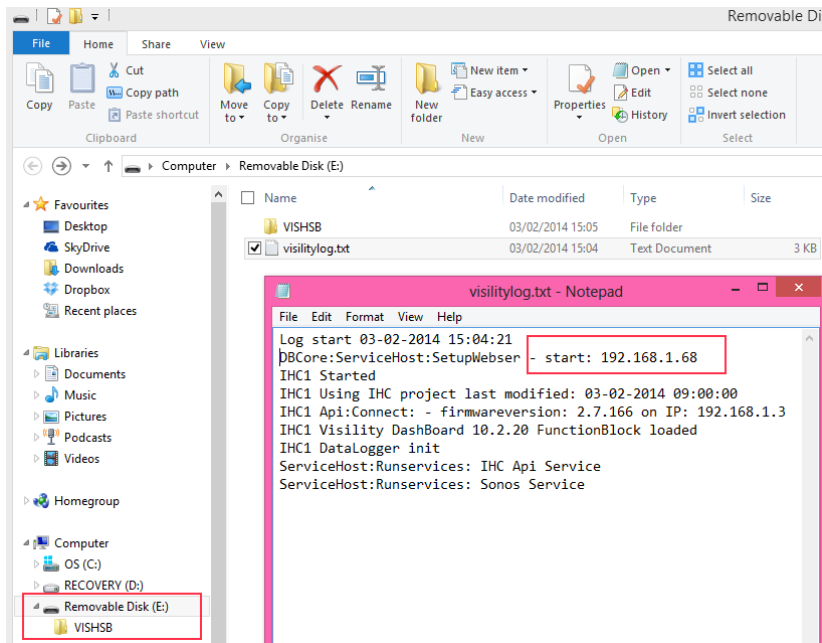 Removable Di
File Home Share View
Copy
Paste
Cut
Copy path
Paste shortcut
Clipboard
Move to
Copy to
Delete
Rename
Organise
New folder
New item
Easy access
New
Properties
Open
Edit
History
Open
Select all
Select none
Invert selection
Select
Computer Removable Disk (E:)
Favourites
Desktop
SkyDrive
Downloads
Dropbox
Recent places
Libraries
Documents
Music
Pictures
Podcasts
Videos
Homegroup
Computer
OS (C:)
RECOVERY (D:)
Removable Disk (E:)
VISHSB
Name Date modified Type Size
VISHSB 03/02/2014 15:05 File folder
visilitylog.txt 03/02/2014 15:04 Text Document 3 KB
visilitylog.txt - Notepad
File Edit Format View Help
Log start 03-02-2014 15:04:21
DBCore:ServiceHost:SetupWebser - start: 192.168.1.68
IHC1 Started
IHC1 Using IHC project last modified: 03-02-2014 09:00:00
IHC1 Api:Connect: - firmwareversion: 2.7.166 on IP: 192.168.1.3
IHC1 Visility DashBoard 10.2.20 FunctionBlock loaded
IHC1 DataLogger init
ServiceHost:Runservices: IHC Api Service
ServiceHost:Runservices: Sonos Service